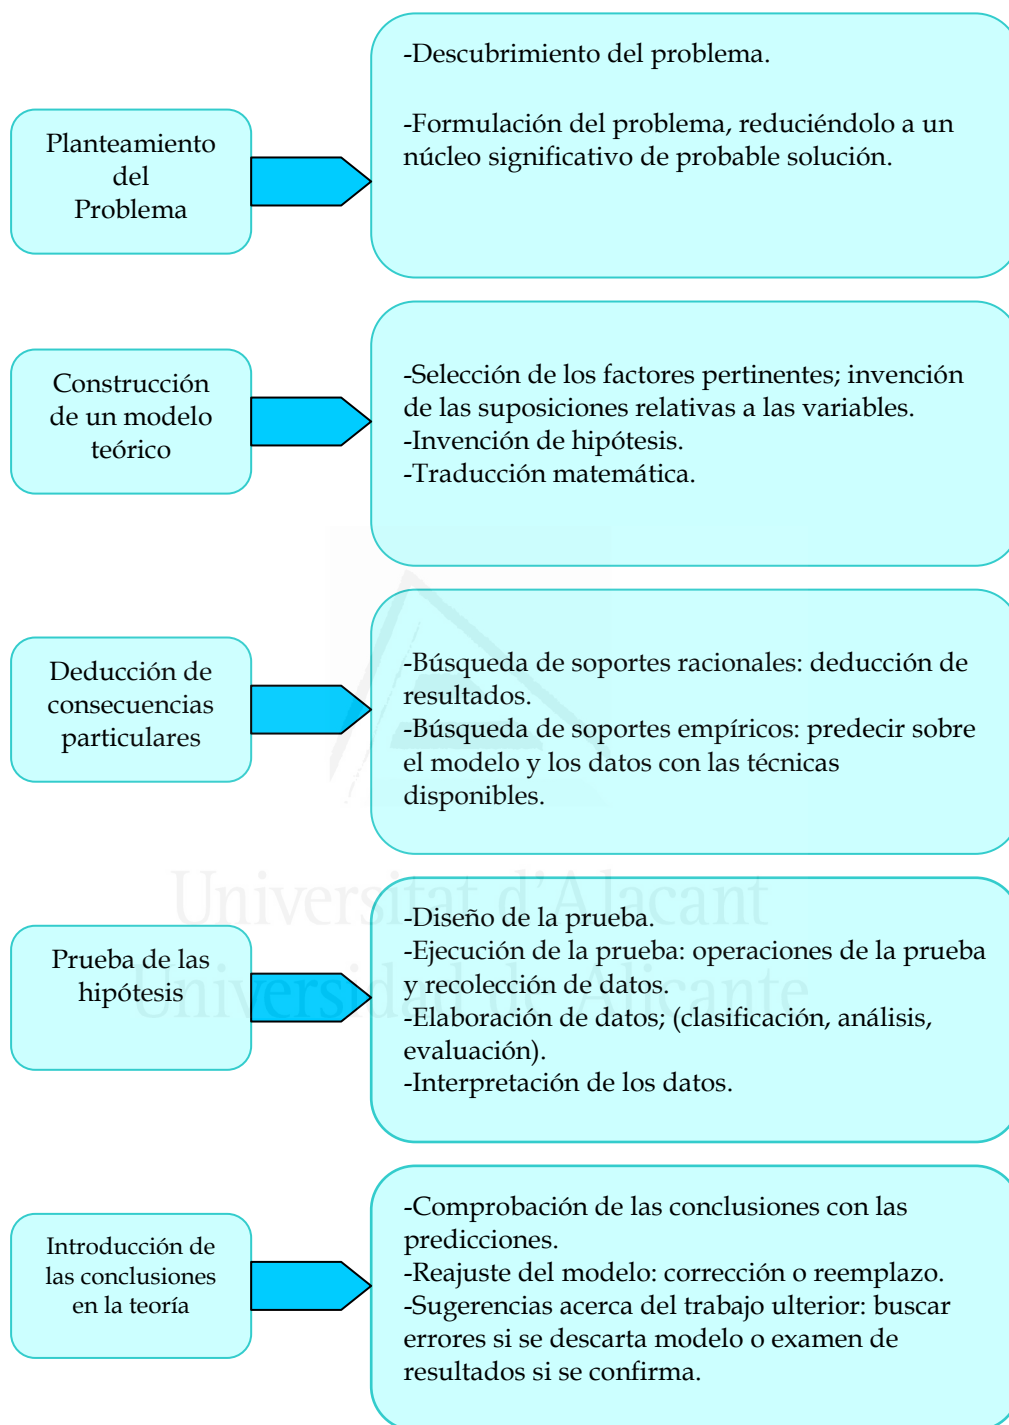 Planteamiento
del
Problema
-Descubrimiento del problema.
-Formulación del problema, reduciéndolo a un
núcleo significativo de probable solución.
Construcción
de un modelo
teórico
-Selección de los factores pertinentes; invención
de las suposiciones relativas a las variables.
-Invención de hipótesis.
-Traducción matemática.
Deducción de
consecuencias
particulares
-Búsqueda de soportes racionales: deducción de
resultados.
-Búsqueda de soportes empíricos: predecir sobre
el modelo y los datos con las técnicas
disponibles.
Universitat d'Alacant
Universidad de Alicante
Prueba de las
hipótesis
-Diseño de la prueba.
-Ejecución de la prueba: operaciones de la prueba
y recolección de datos.
-Elaboración de datos; (clasificación, análisis,
evaluación).
-Interpretación de los datos.
Introducción de
las conclusiones
en la teoría
-Comprobación de las conclusiones con las
predicciones.
-Reajuste del modelo: corrección o reemplazo.
-Sugerencias acerca del trabajo ulterior: buscar
errores si se descarta modelo o examen de
resultados si se confirma.